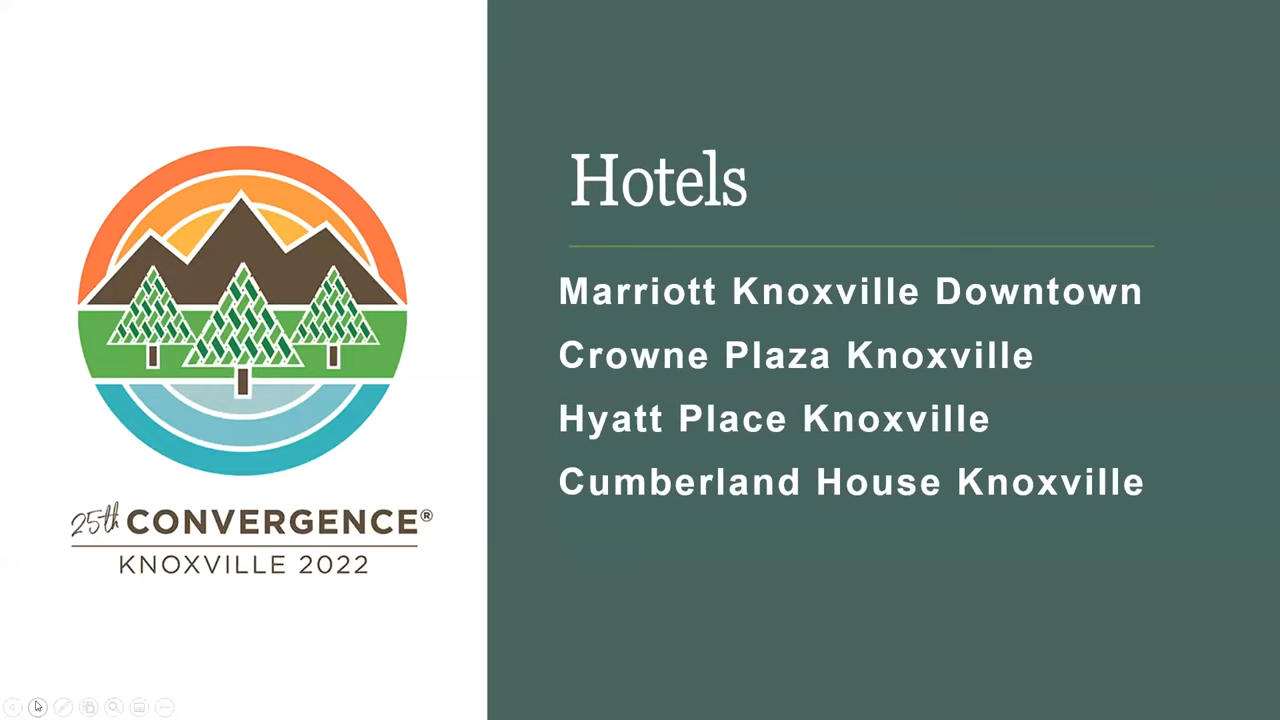 Hotels
Marriott Knoxville Downtown
Crowne Plaza Knoxville
Hyatt Place Knoxville
Cumberland House Knoxville
25th CONVERGENCE®
KNOXVILLE 2022